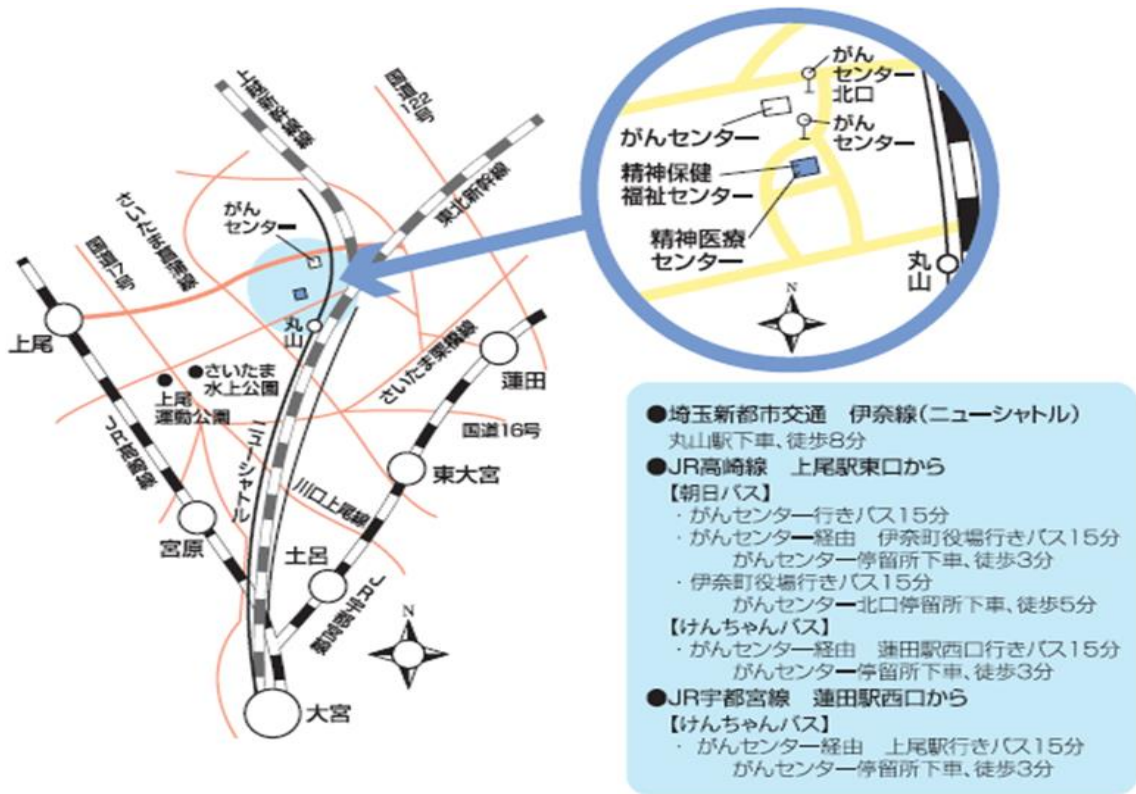 上越新幹線
国道122号
東北新幹線
さいたま菖蒲線
国道17号
がん
センター
丸山
上尾
さいたま
水上公園
上尾
運動公園
さいたま栗橋線
蓮田
国道16号
JR高崎線
ニューシャトル
東大宮
川口上尾線
宮原
土呂
JR宇都宮線
N
大宮
がん
センター
北口
がんセンター
がん
センター
精神保健
福祉センター
精神医療
センター
丸山
N
●埼玉新都市交通 伊奈線(ニューシャトル)
丸山駅下車、徒歩8分
●JR高崎線 上尾駅東口から
【朝日バス】
・がんセンター行きバス15分
・がんセンター経由 伊奈町役場行きバス15分
がんセンター停留所下車、徒歩3分
・伊奈町役場行きバス15分
がんセンター北口停留所下車、徒歩5分
【けんちゃんバス】
・がんセンター経由 蓮田駅西口行きバス15分
がんセンター停留所下車、徒歩3分
●JR宇都宮線 蓮田駅西口から
【けんちゃんバス】
・がんセンター経由 上尾駅行きバス15分
がんセンター停留所下車、徒歩3分